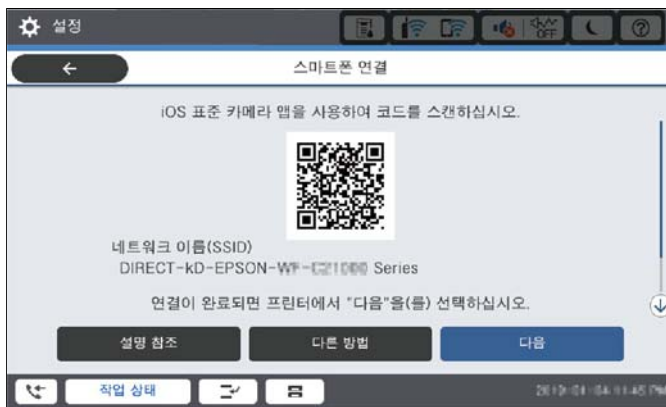 설정
OFF
스마트폰 연결
iOS 표준 카메라 앱을 사용하여 코드를 스캔하십시오.
네트워크 이름(SSID)
DIRECT-kD-EPSON- Series
연결이 완료되면 프린터에서 "다음"을(를) 선택하십시오.
설명 참조
다른 방법
다음
작업 상태